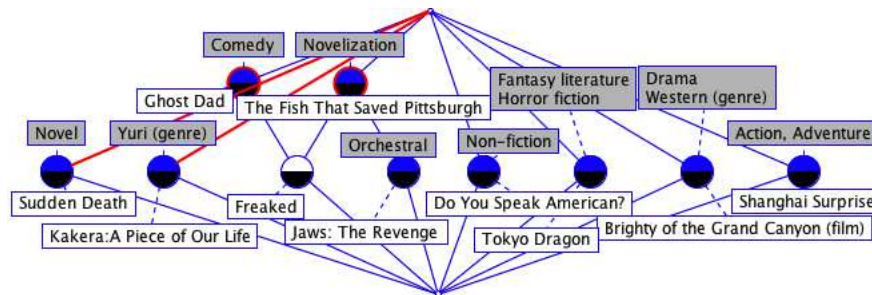 Comedy
Novelization
Ghost Dad
The Fish That Saved Pittsburgh
Fantasy literature
Horror fiction
Drama
Western (genre)
Novel
Yuri (genre)
Orchestral
Non-fiction
Action, Adventure
Sudden Death
Freaked
Do You Speak American?
Shanghai Surprise
Kakera:A Piece of Our Life
Jaws: The Revenge
Tokyo Dragon
Brighty of the Grand Canyon (film)